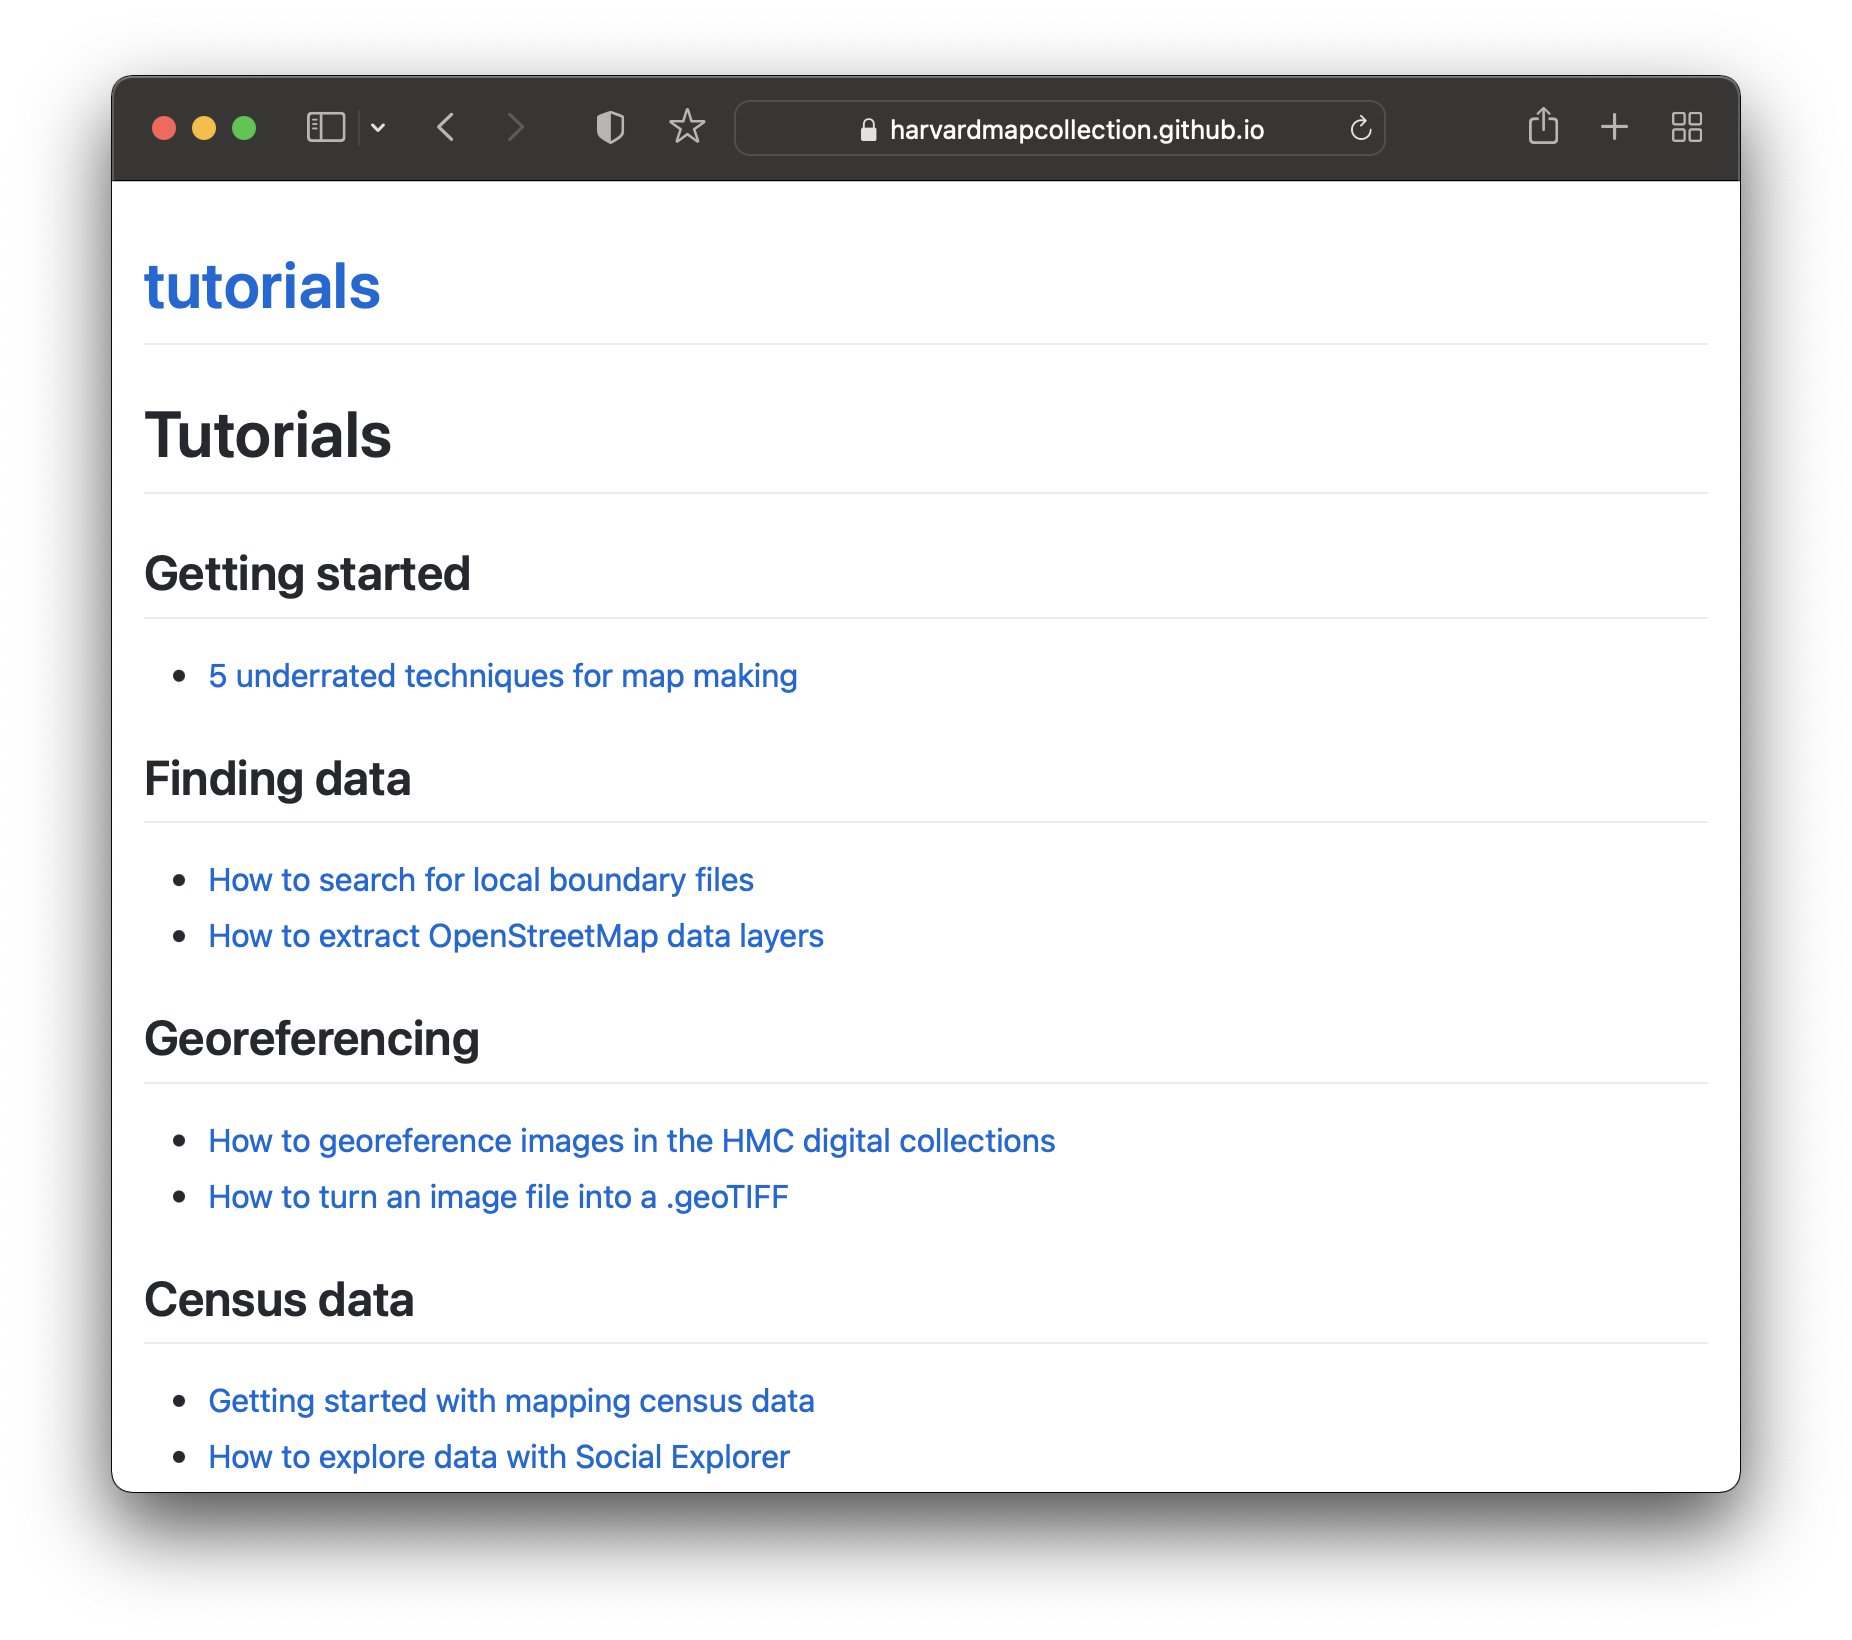 harvardmapcollection.github.io
tutorials
Tutorials
Getting started
5 underrated techniques for map making
Finding data
How to search for local boundary files
How to extract OpenStreetMap data layers
Georeferencing
How to georeference images in the HMC digital collections
How to turn an image file into a .geoTIFF
Census data
Getting started with mapping census data
How to explore data with Social Explorer